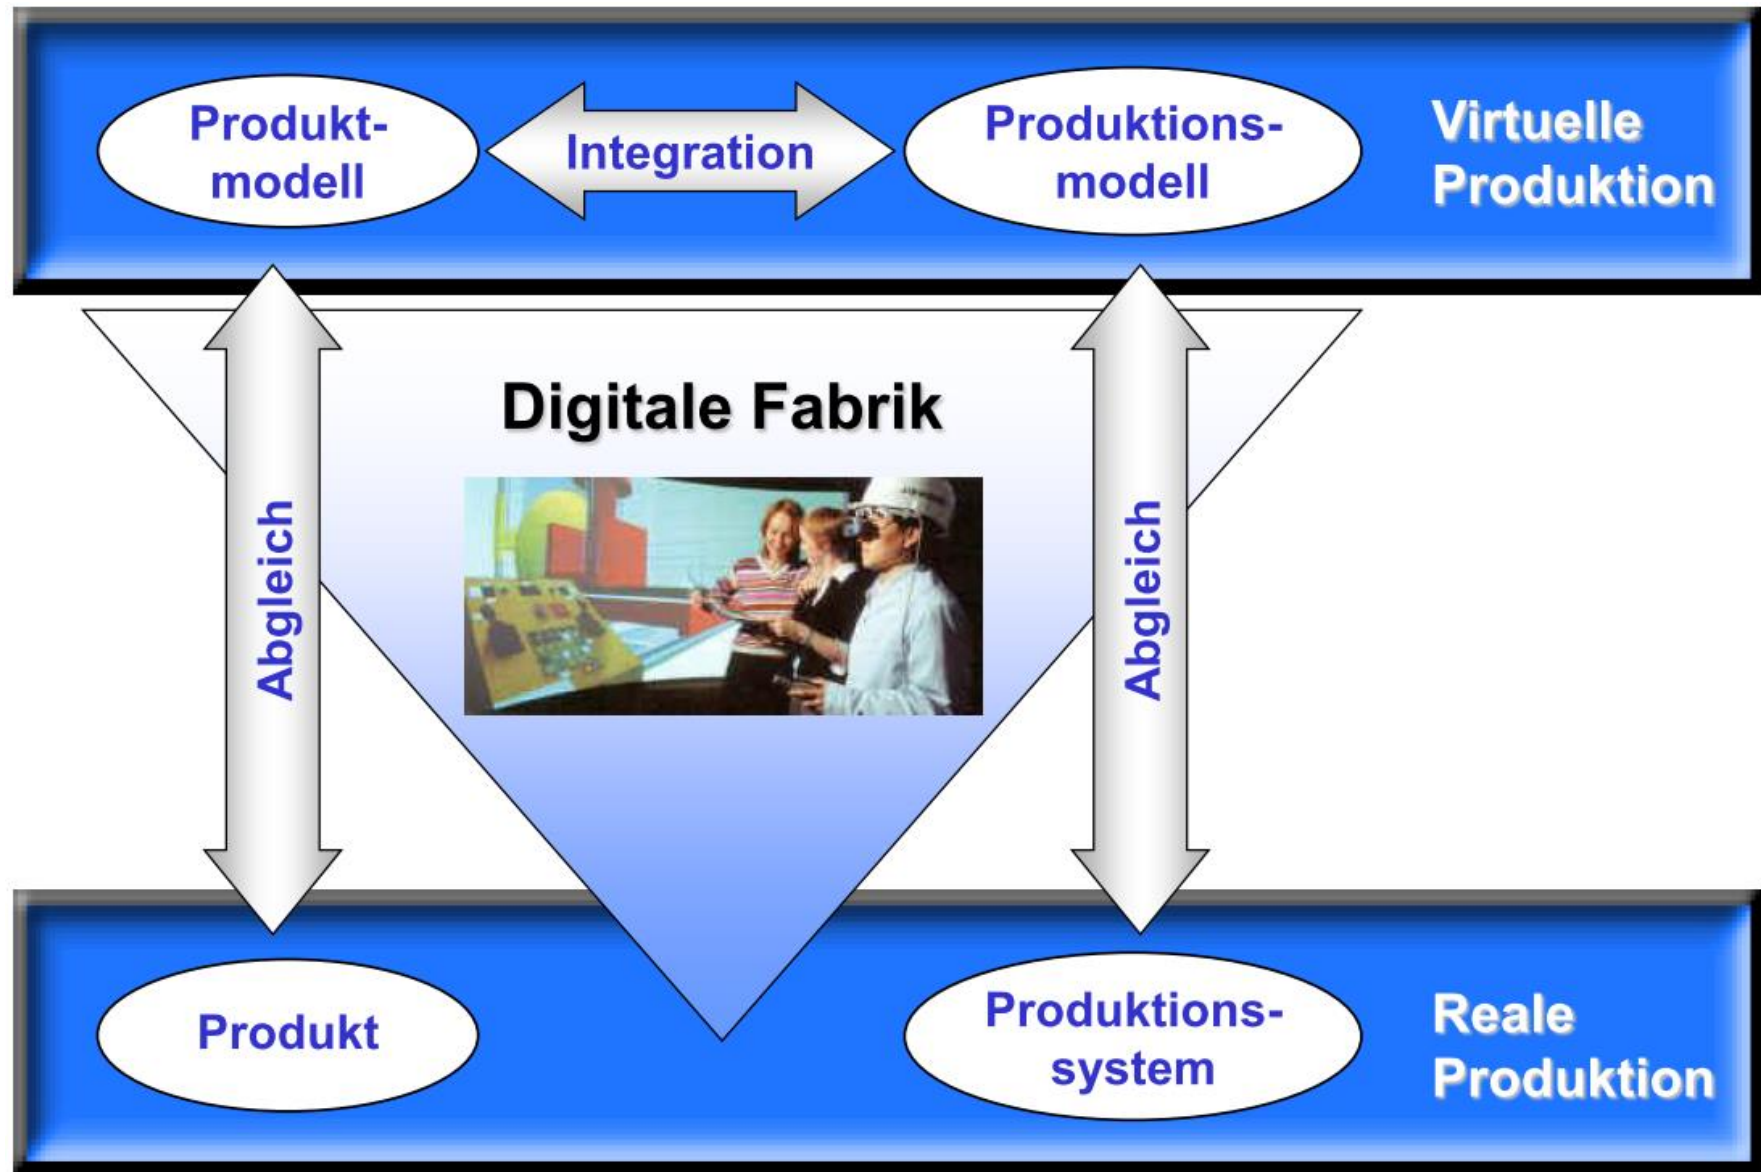 Produkt-
modell
Integration
Produktions-
modell
Virtuelle
Produktion
Digitale Fabrik
Abgleich
Abgleich
Produkt
Produktions-
system
Reale
Produktion